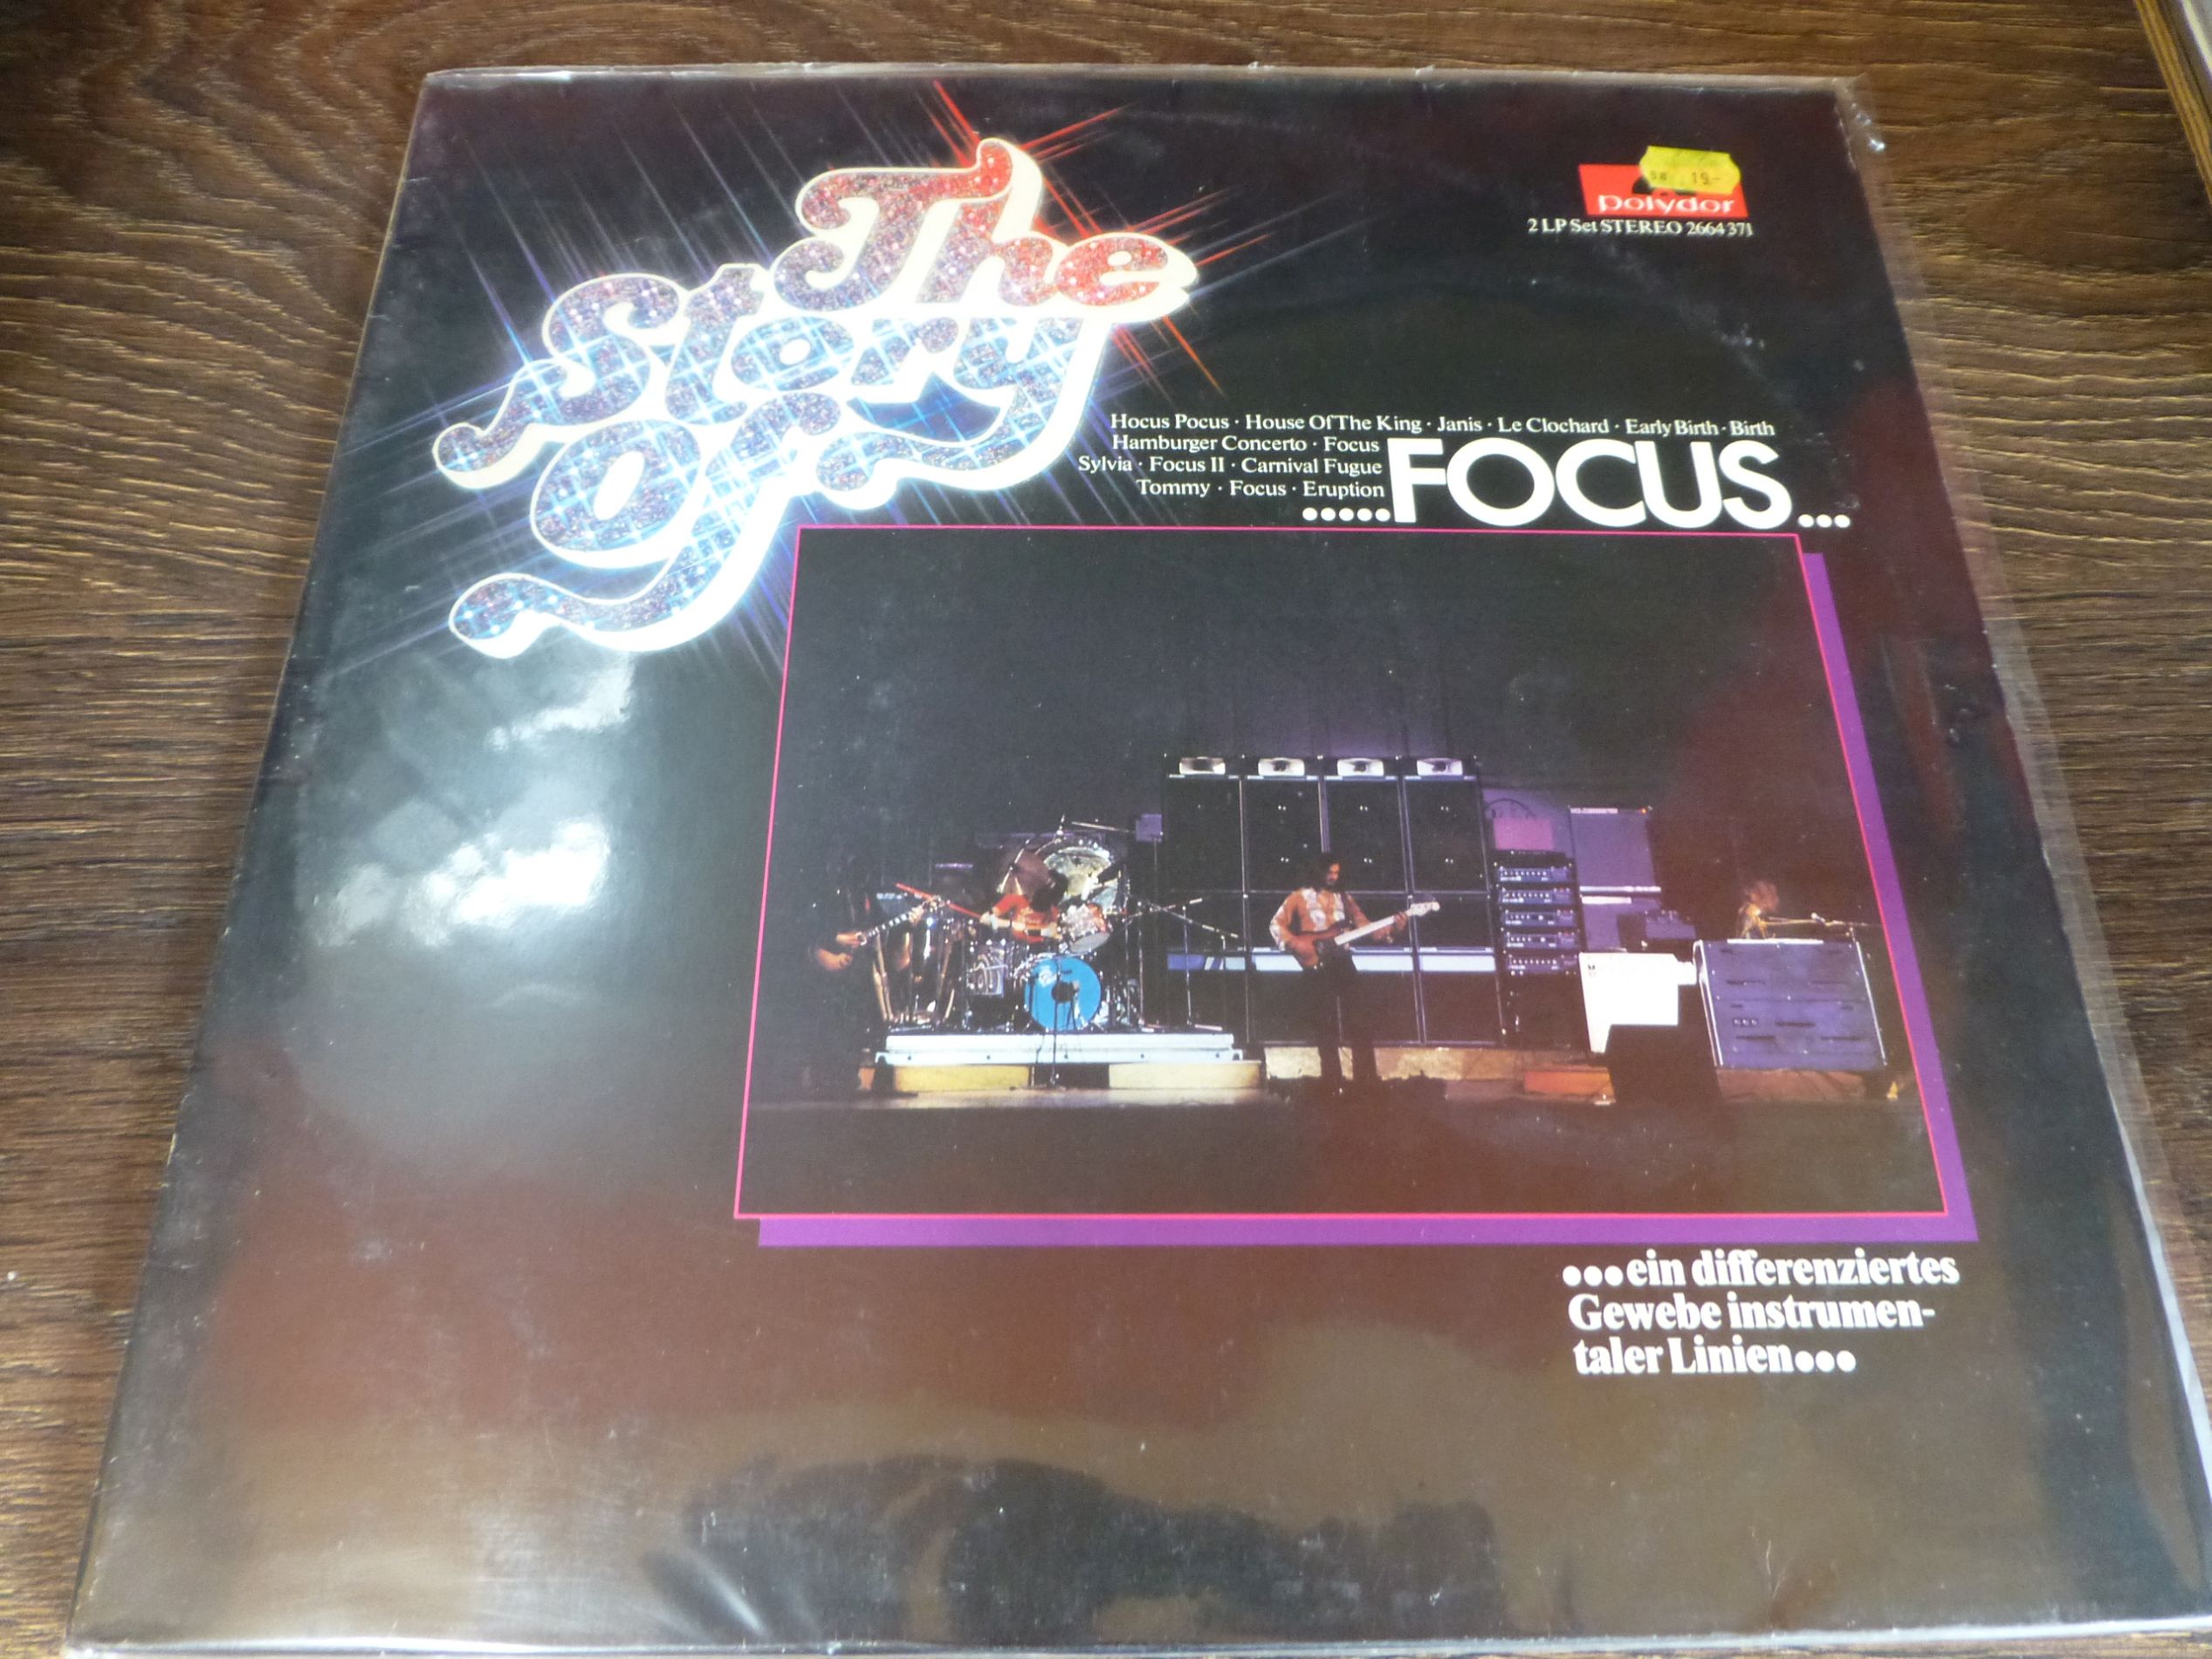 The
Story
Of
19.-
polydor
2 LP Set STEREO 2664 371
Hocus Pocus · House Of The King · Janis · Le Clochard · Early Birth · Birth
Hamburger Concerto · Focus
Sylvia · Focus II · Carnival Fugue
Tommy · Focus · Eruption
.....FOCUS...
...ein differenziertes
Gewebe instrumen-
taler Linien...